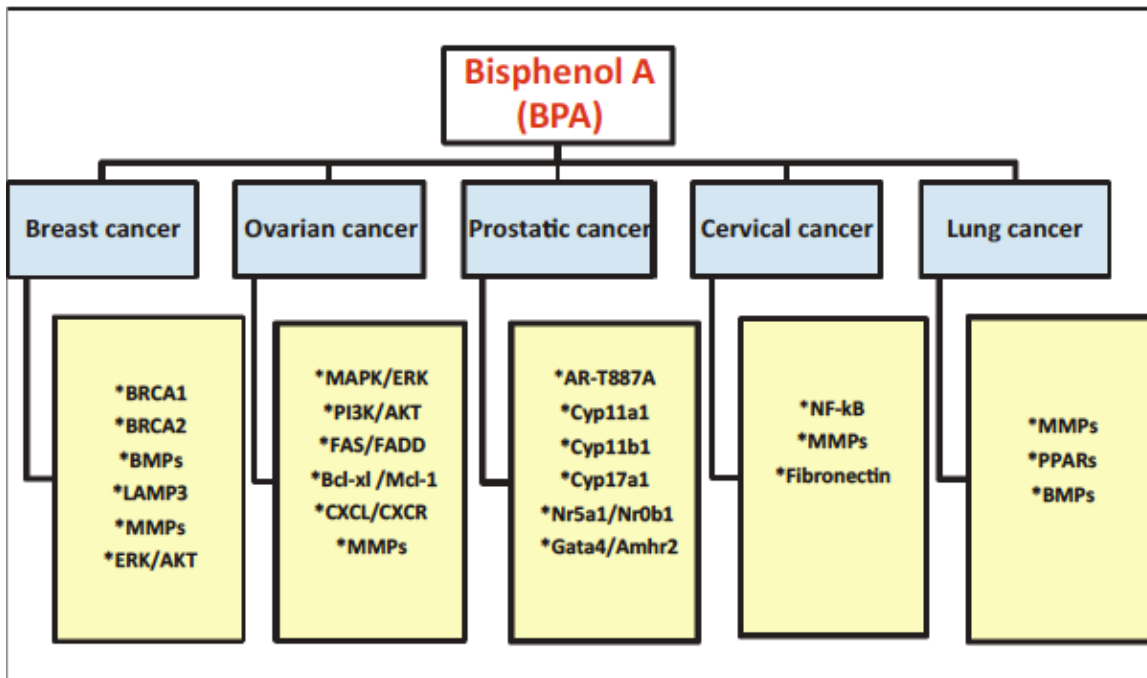 Bisphenol A
(BPA)
Breast cancer
Ovarian cancer
Prostatic cancer
Cervical cancer
Lung cancer
*BRCA1
*BRCA2
*BMPs
*LAMP3
*MMPs
*ERK/AKT
*MAPK/ERK
*PI3K/AKT
*FAS/FADD
*Bcl-xl /Mcl-1
*CXCL/CXCR
*MMPs
*AR-T887A
*Cyp11a1
*Cyp11b1
*Cyp17a1
*Nr5a1/Nr0b1
*Gata4/Amhr2
*NF-kB
*MMPs
*Fibronectin
*MMPs
*PPARs
*BMPs